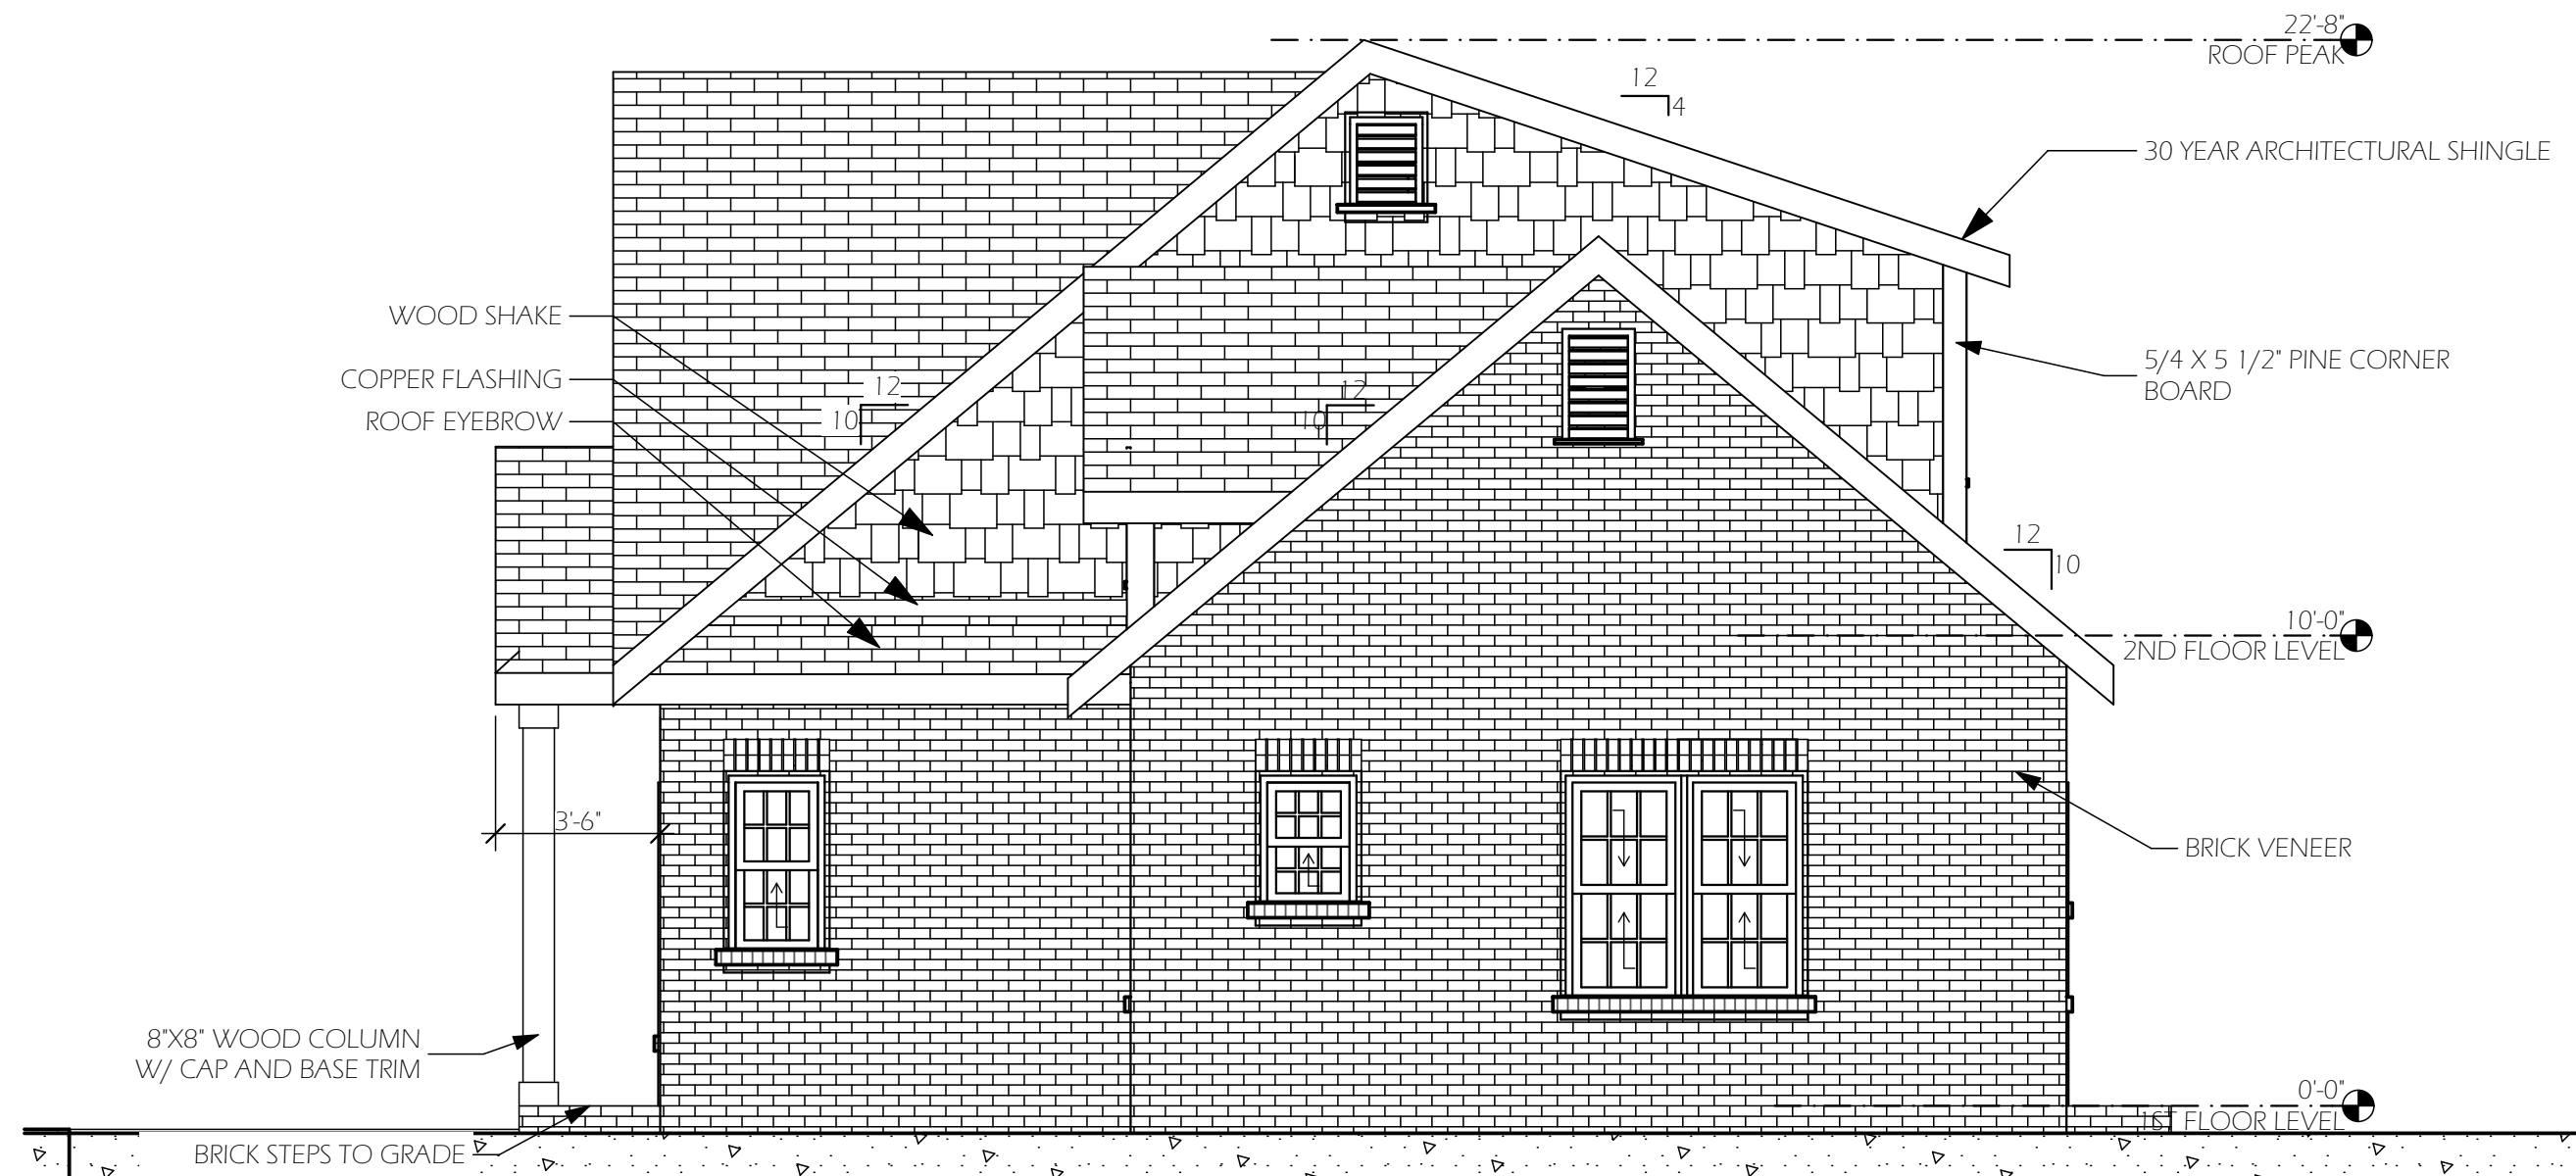 22'-8"
ROOF PEAK
12
4
30 YEAR ARCHITECTURAL SHINGLE
WOOD SHAKE
5/4 X 5 1/2" PINE CORNER
BOARD
COPPER FLASHING
12
10
12
10
ROOF EYEBROW
12
10
10'-0"
2ND FLOOR LEVEL
3'-6"
BRICK VENEER
8"X8" WOOD COLUMN
W/ CAP AND BASE TRIM
0'-0"
1ST FLOOR LEVEL
BRICK STEPS TO GRADE